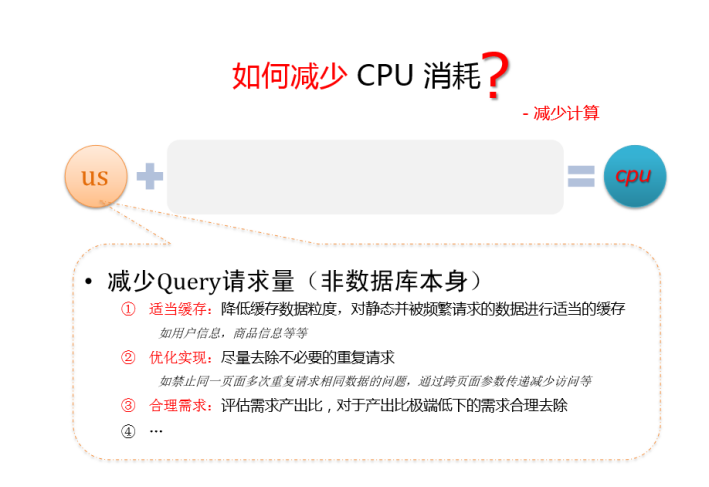 如何减少 CPU 消耗?
- 减少计算
us
cpu
• 减少Query请求量（非数据库本身）
① 适当缓存：降低缓存数据粒度，对静态并被频繁请求的数据进行适当的缓存
如用户信息，商品信息等等
② 优化实现：尽量去除不必要的重复请求
如禁止同一页面多次重复请求相同数据的问题，通过跨页面参数传递减少访问等
③ 合理需求：评估需求产出比，对于产出比极端低下的需求合理去除
④ …